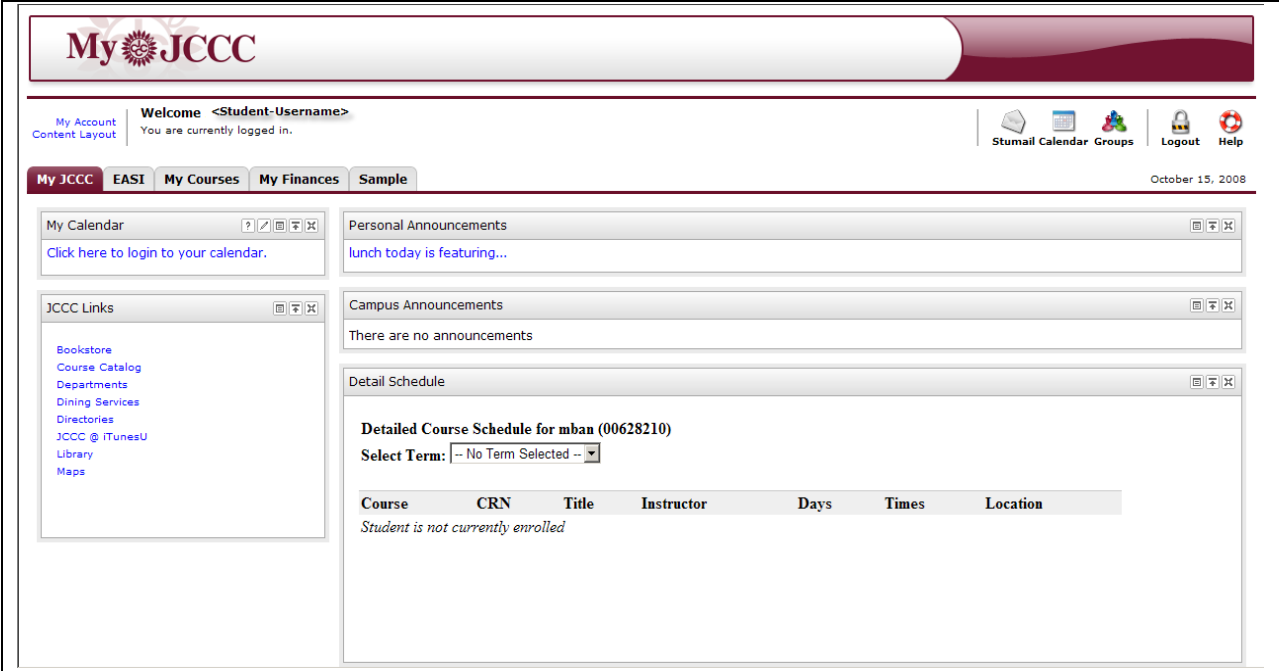 My JCCC
My Account
Content Layout
Welcome <Student-Username>
You are currently logged in.
Stumail Calendar Groups Logout Help
My JCCC EASI My Courses My Finances Sample
October 15, 2008
My Calendar
Click here to login to your calendar.
JCCC Links
Bookstore
Course Catalog
Departments
Dining Services
Directories
JCCC @ iTunesU
Library
Maps
Personal Announcements
lunch today is featuring...
Campus Announcements
There are no announcements
Detail Schedule
Detailed Course Schedule for mban (00628210)
Select Term: -- No Term Selected --
Course CRN Title Instructor Days Times Location
Student is not currently enrolled